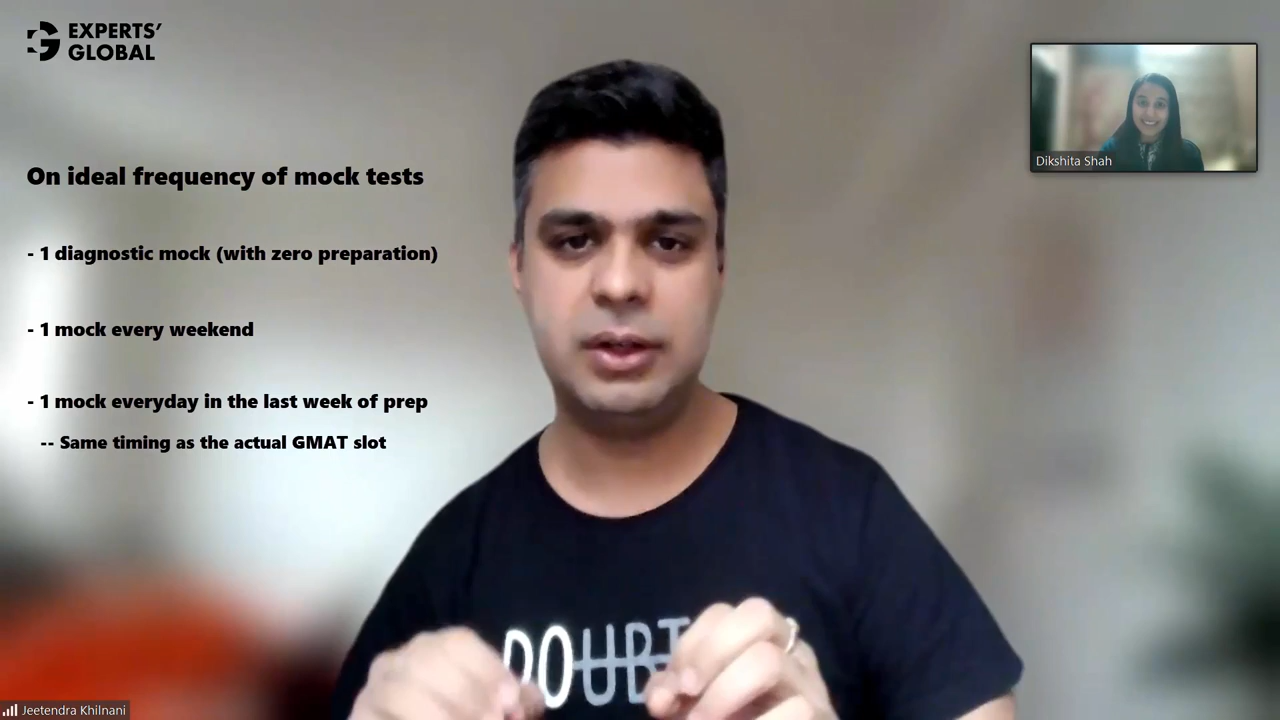 EXPERTS'
GLOBAL
Dikshita Shah
On ideal frequency of mock tests
- 1 diagnostic mock (with zero preparation)
- 1 mock every weekend
- 1 mock everyday in the last week of prep
-- Same timing as the actual GMAT slot
DOUBT
Jeetendra Khilnani